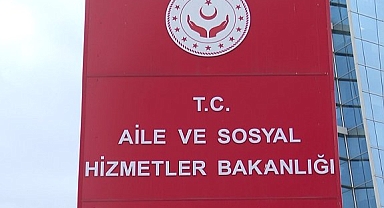 T.C.
AİLE VE SOSYAL
HİZMETLER BAKANLIĞI